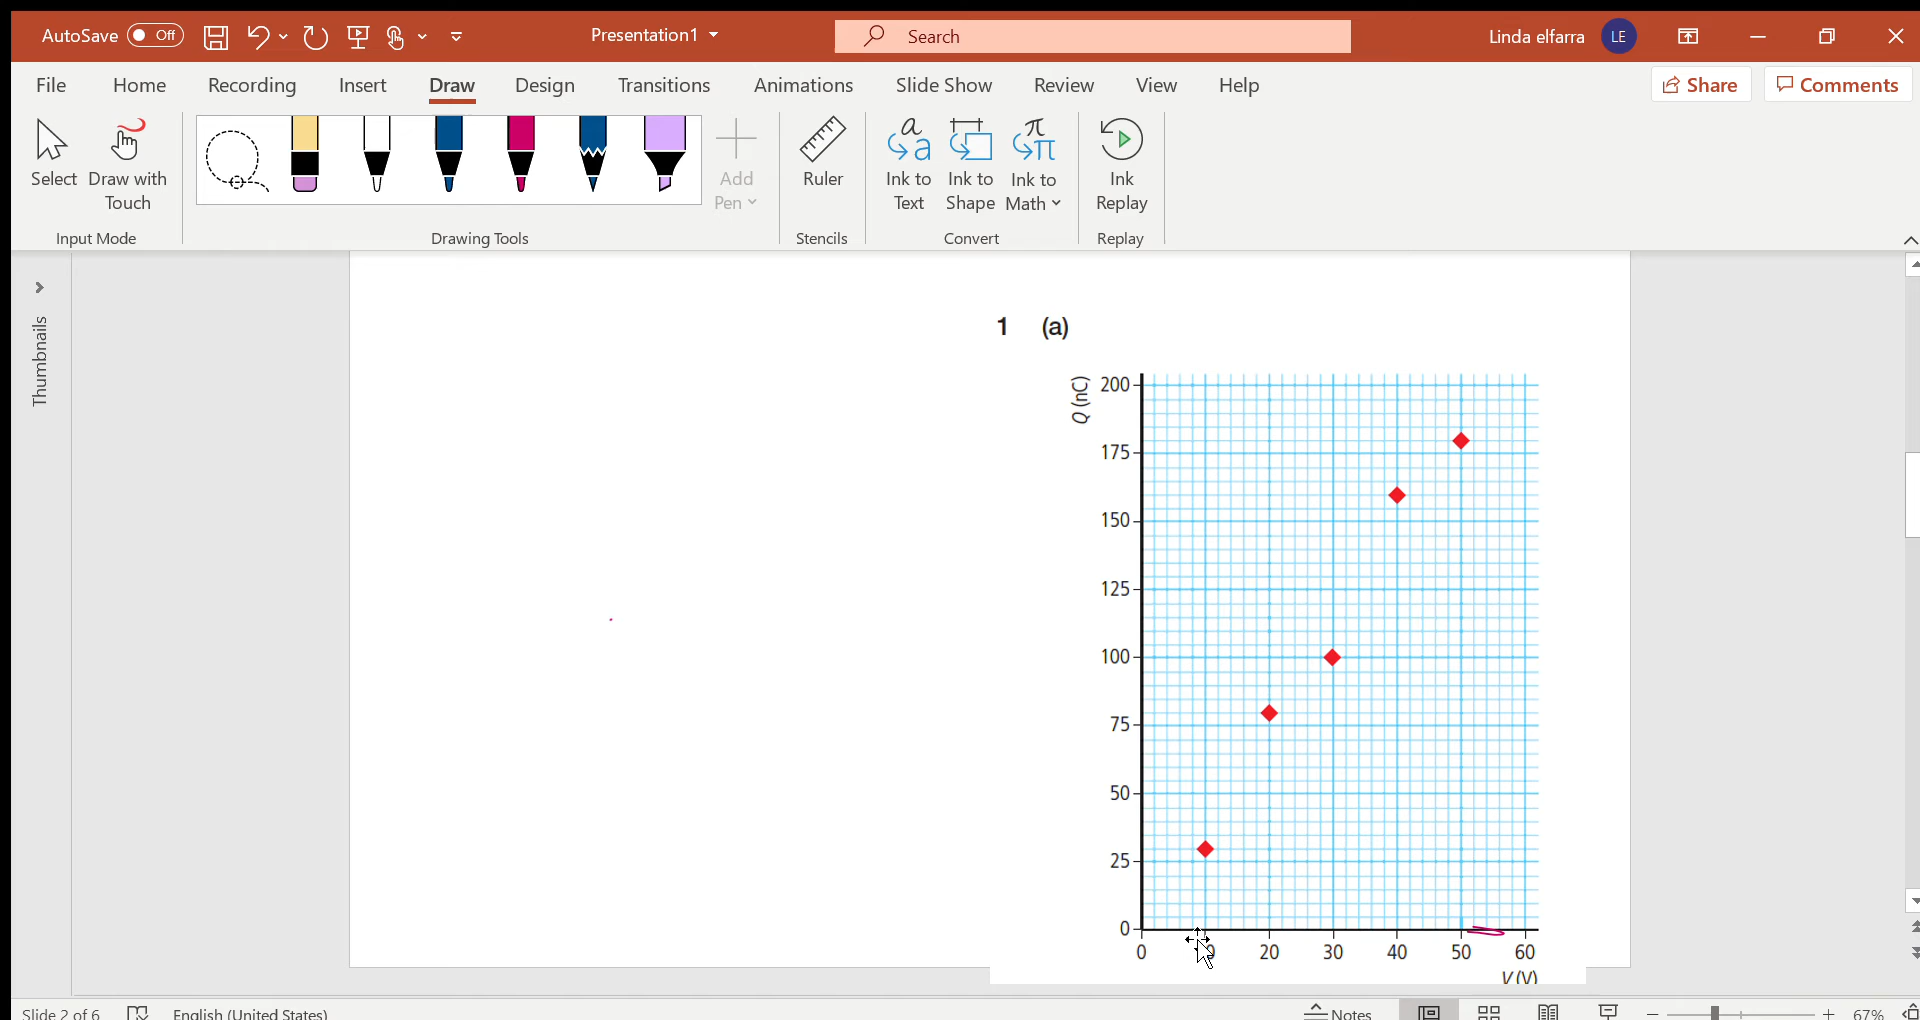 AutoSave Off Presentation1 Search Linda elfarra LE
File Home Recording Insert Draw Design Transitions Animations Slide Show Review View Help Share Comments
Select Draw with Touch
Add Pen
Ruler
a
a
π
π
Ink to Text
Ink to Shape
Ink to Math
Ink Replay
Input Mode Drawing Tools Stencils Convert Replay
Thumbnails
1 (a)
Q (nC)
200
175
150
125
100
75
50
25
0
0 20 30 40 50 60
V (V)
Slide 2 of 6 English (United States) Notes 67%